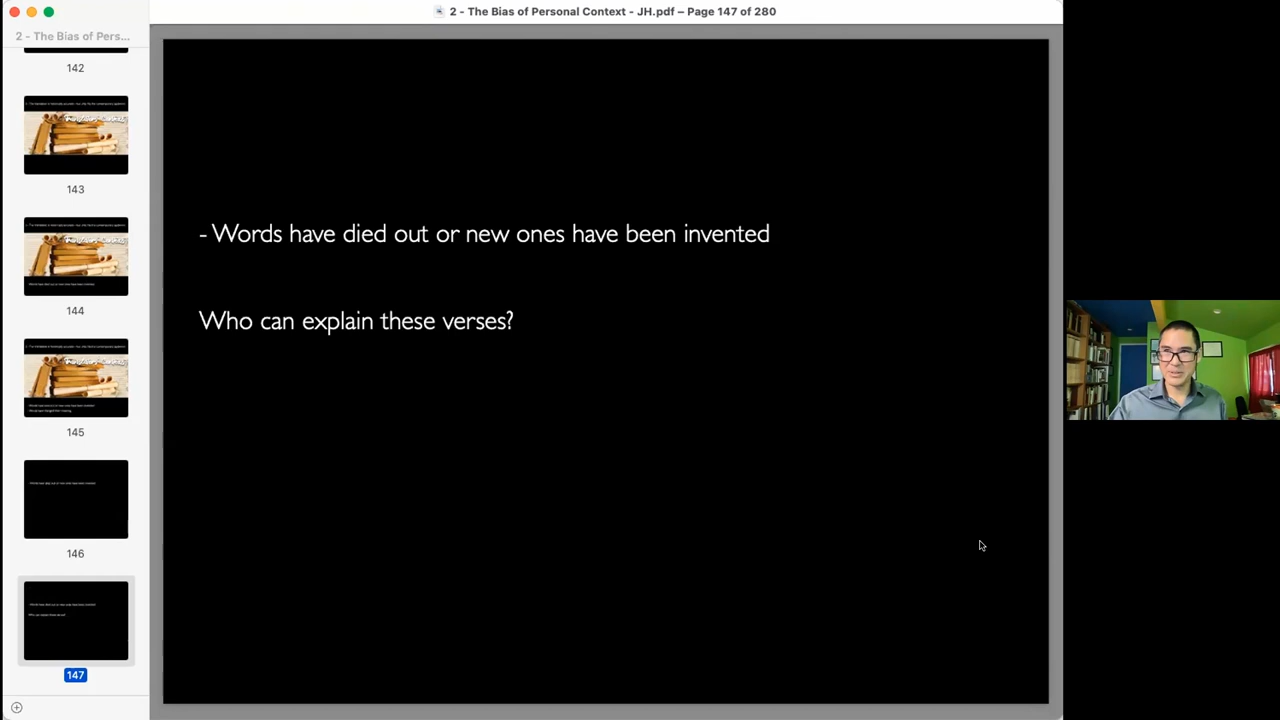 2 - The Bias of Personal Context - JH.pdf – Page 147 of 280
2 - The Bias of Pers...
142
143
144
145
146
147
- Words have died out or new ones have been invented
Who can explain these verses?